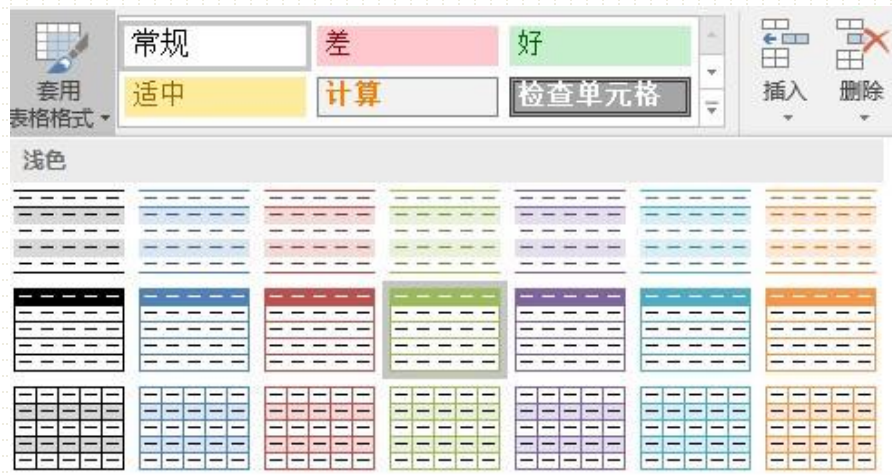 常规 差 好
适中 计算 检查单元格
套用
表格格式
插入 删除
浅色